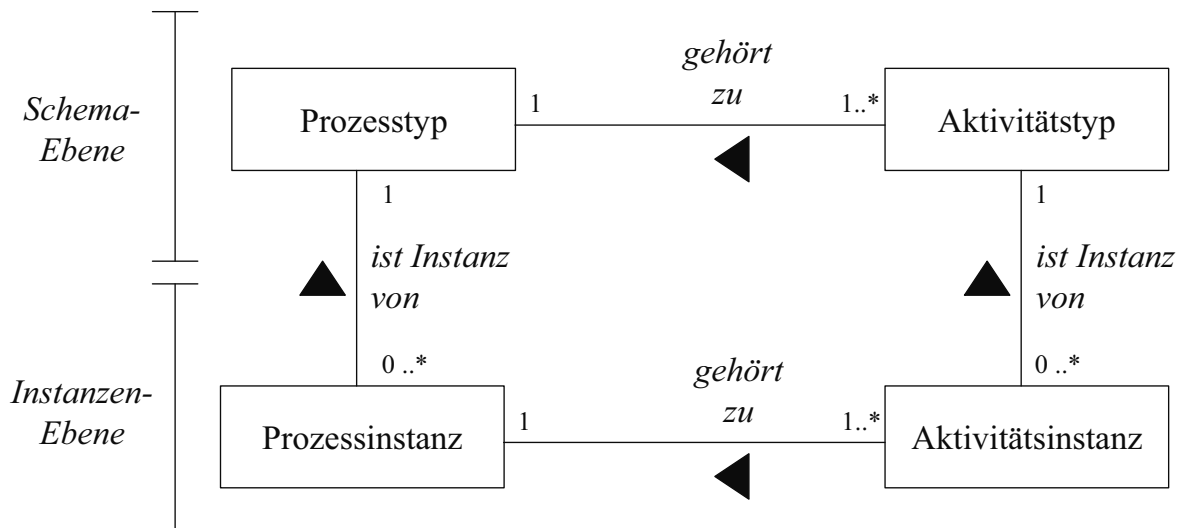 Schema-
Ebene
Prozesstyp
1
gehört
zu
1..*
Aktivitätstyp
1
ist Instanz
von
0 ..*
1
ist Instanz
von
0 ..*
Instanzen-
Ebene
Prozessinstanz
1
gehört
zu
1..*
Aktivitätsinstanz